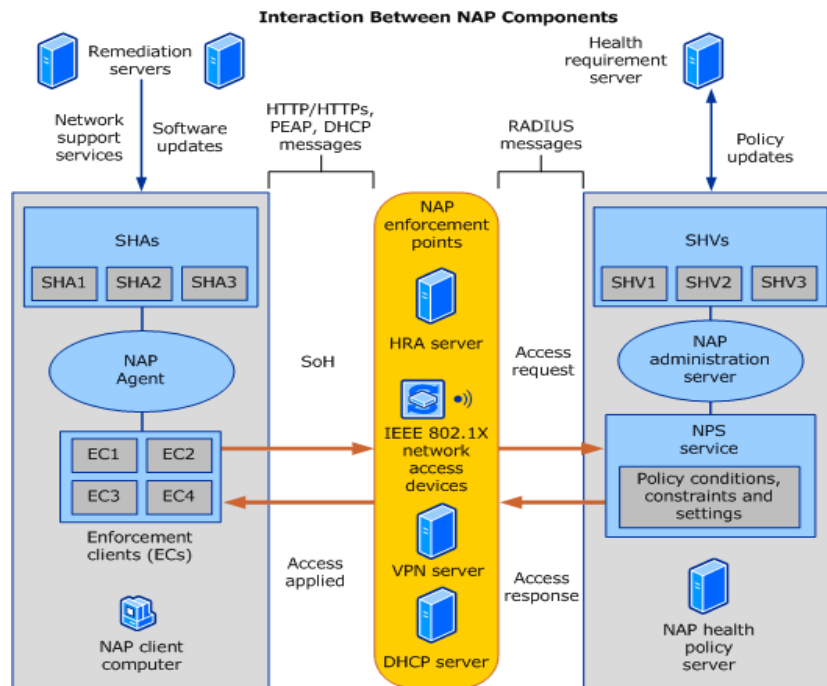 Interaction Between NAP Components
Remediation
servers
Health
requirement
server
Network
support
services
Software
updates
HTTP/HTTPs,
PEAP, DHCP
messages
RADIUS
messages
Policy
updates
SHAs
SHA1
SHA2
SHA3
NAP
Agent
EC1
EC2
EC3
EC4
Enforcement
clients (ECs)
NAP client
computer
SoH
Access
applied
NAP
enforcement
points
HRA server
IEEE 802.1X
network
access
devices
VPN server
DHCP server
Access
request
Access
response
SHVs
SHV1
SHV2
SHV3
NAP
administration
server
NPS
service
Policy conditions,
constraints and
settings
NAP health
policy
server